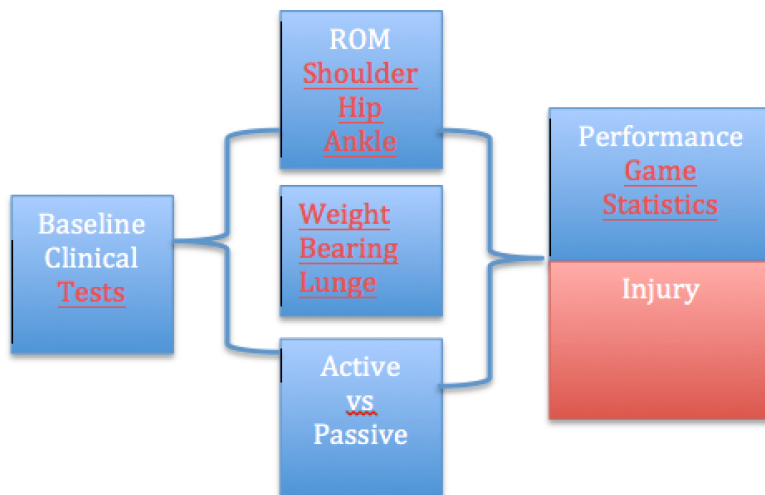 Baseline
Clinical
Tests
ROM
Shoulder
Hip
Ankle
Weight
Bearing
Lunge
Active
vs
Passive
Performance
Game
Statistics
Injury